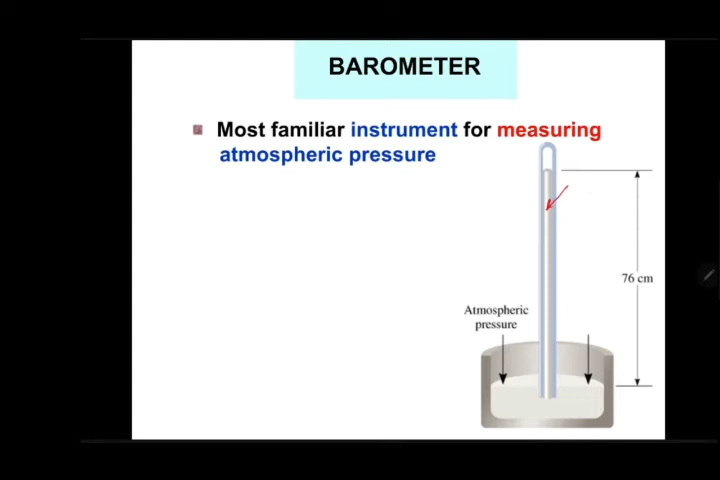 BAROMETER
Most familiar instrument for measuring
atmospheric pressure
76 cm
Atmospheric
pressure